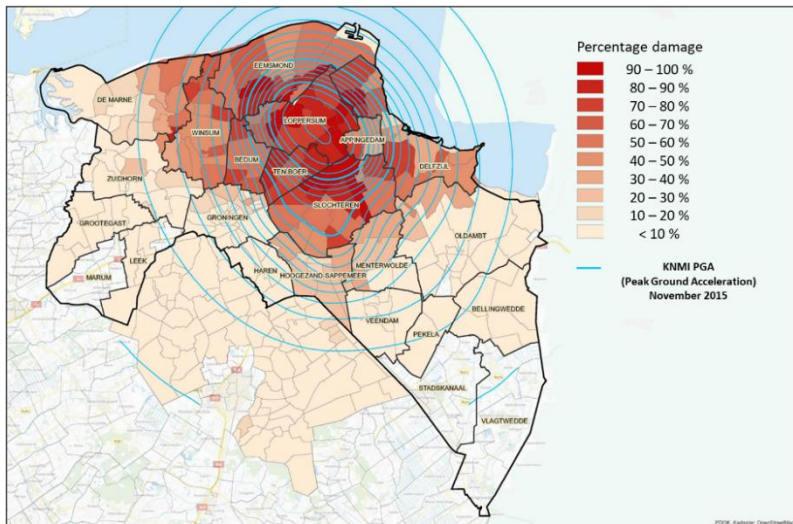 EEMSMOND
DE MARNE
LOPPERSUM
WINSUM
APPINGEDAM
BEDUM
TEN BOER
DELFZIJL
ZUIDHORN
SLOCHTEREN
GROOTEGAST
GRONINGEN
OLDAMBT
LEEK
HAREN
MENTERWOLDE
HOOGEZAND-SAPPEMEER
MARUM
VEENDAM
BELLINGWEDDE
PEKELA
STADSKANAAL
VLAGTWEDDE
Percentage damage
90 – 100 %
80 – 90 %
70 – 80 %
60 – 70 %
50 – 60 %
40 – 50 %
30 – 40 %
20 – 30 %
10 – 20 %
< 10 %
KNMI PGA
(Peak Ground Acceleration)
November 2015